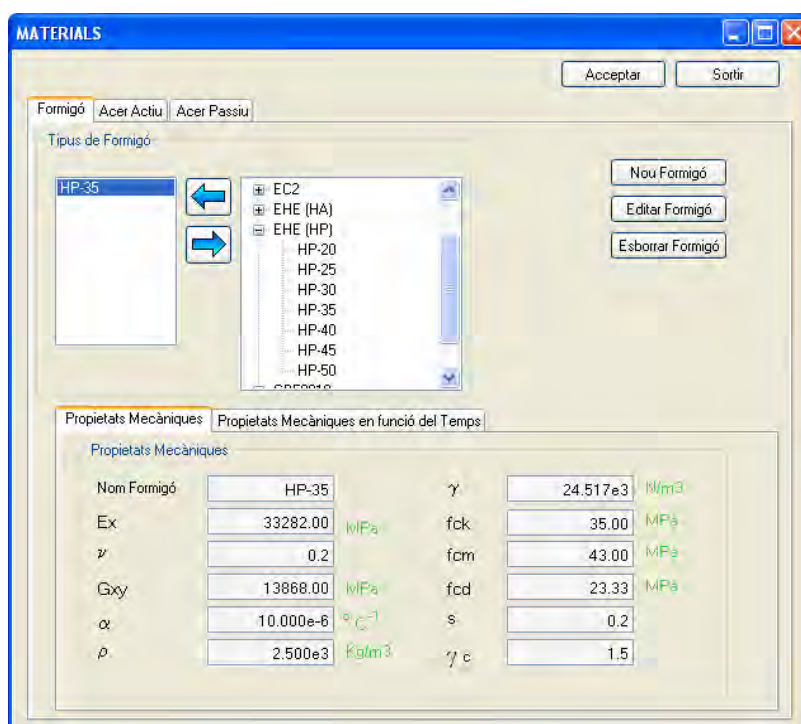 MATERIALS
Acceptar Sortir
Formigó Acer Actiu Acer Passiu
Tipus de Formigó
HP-35
EC2
EHE (HA)
EHE (HP)
HP-20
HP-25
HP-30
HP-35
HP-40
HP-45
HP-50
Nou Formigó
Editar Formigó
Esborrar Formigó
Propietats Mecàniques Propietats Mecàniques en funció del Temps
Propietats Mecàniques
Nom Formigó HP-35 γ 24.517e3 N/m3
Ex 33282.00 MPa fck 35.00 MPa
ν 0.2 fcm 43.00 MPa
Gxy 13868.00 MPa fcd 23.33 MPa
α 10.000e-6 °C⁻¹ s 0.2
ρ 2.500e3 Kg/m3 γ c 1.5